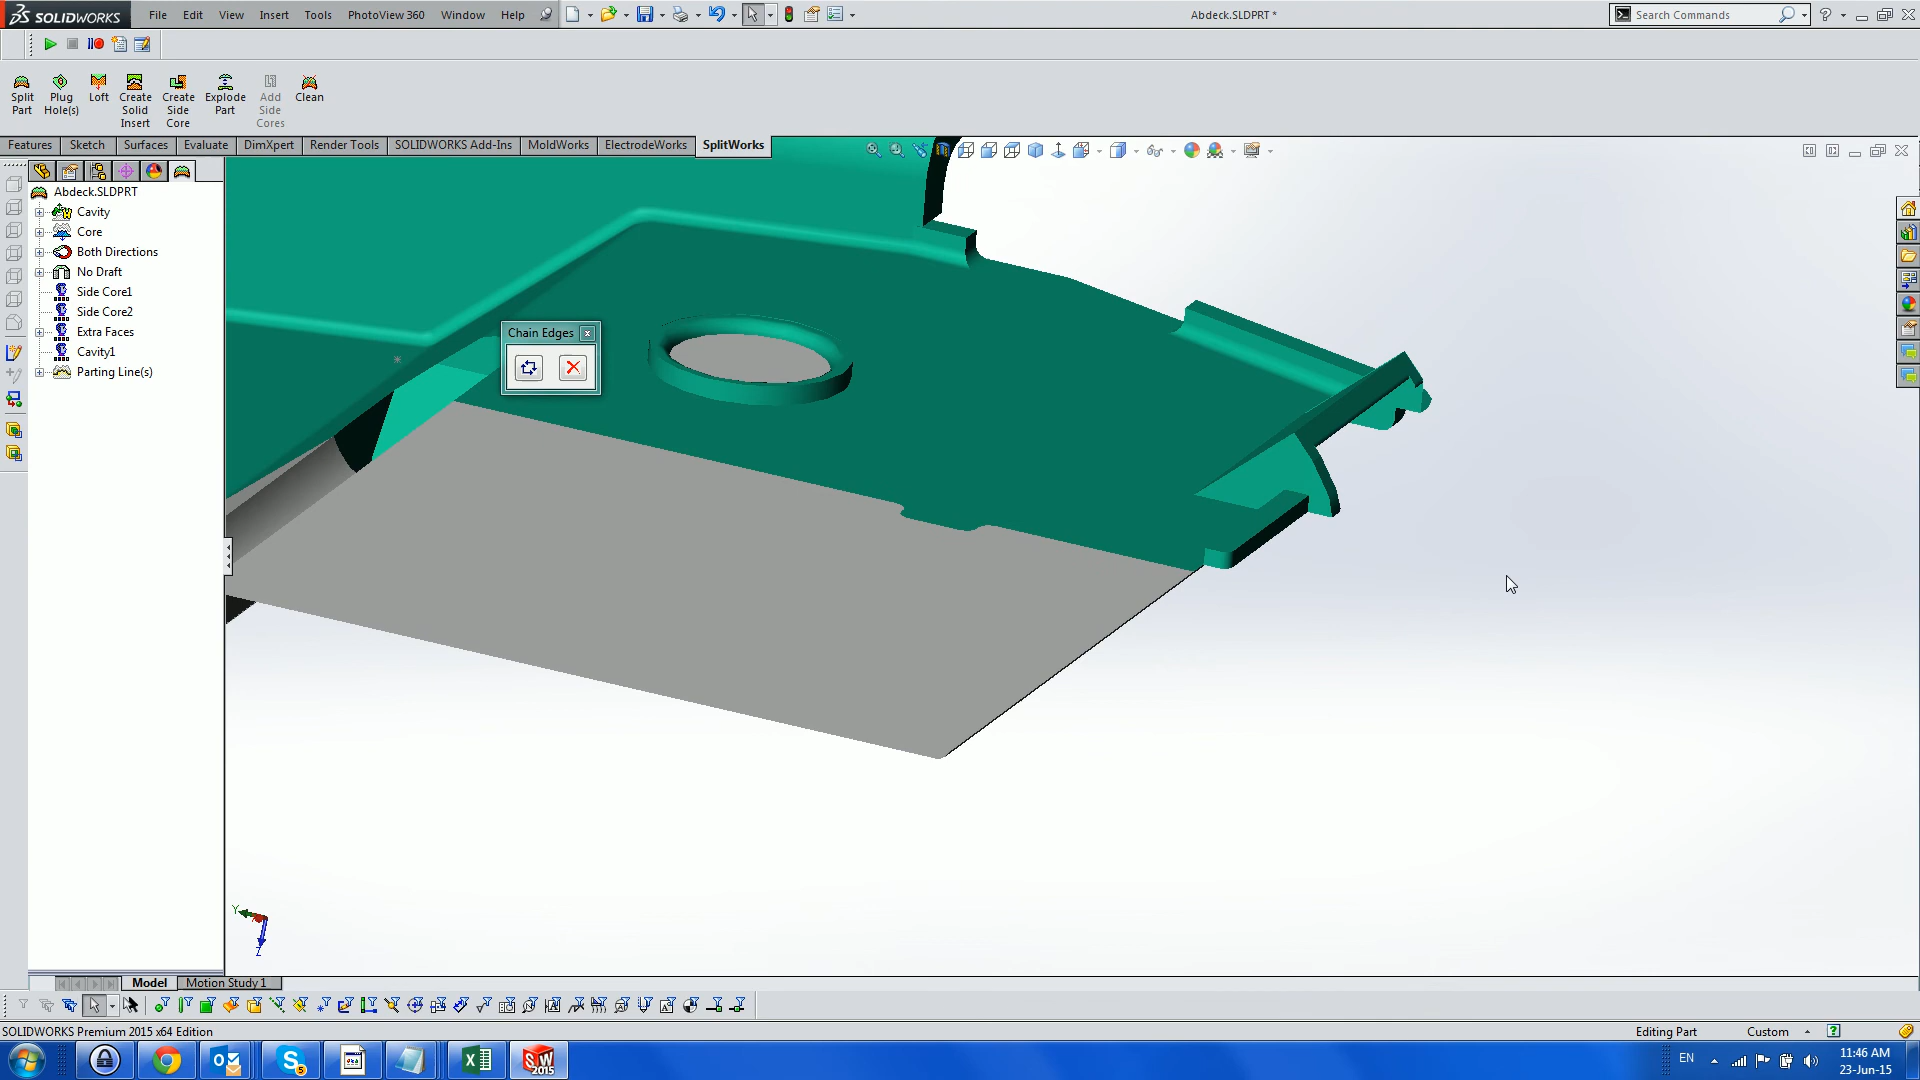 SOLIDWORKS File Edit View Insert Tools PhotoView 360 Window Help Abdeck.SLDPRT * Search Commands
Split Part
Plug Hole(s)
Loft
Create Solid Insert
Create Side Core
Explode Part
Add Side Cores
Clean
Features Sketch Surfaces Evaluate DimXpert Render Tools SOLIDWORKS Add-Ins MoldWorks ElectrodeWorks SplitWorks
Abdeck.SLDPRT
Cavity
Core
Both Directions
No Draft
Side Core1
Side Core2
Extra Faces
Cavity1
Parting Line(s)
Chain Edges
Y
Z
Model Motion Study 1
SOLIDWORKS Premium 2015 x64 Edition Editing Part Custom
EN 11:46 AM
23-Jun-15